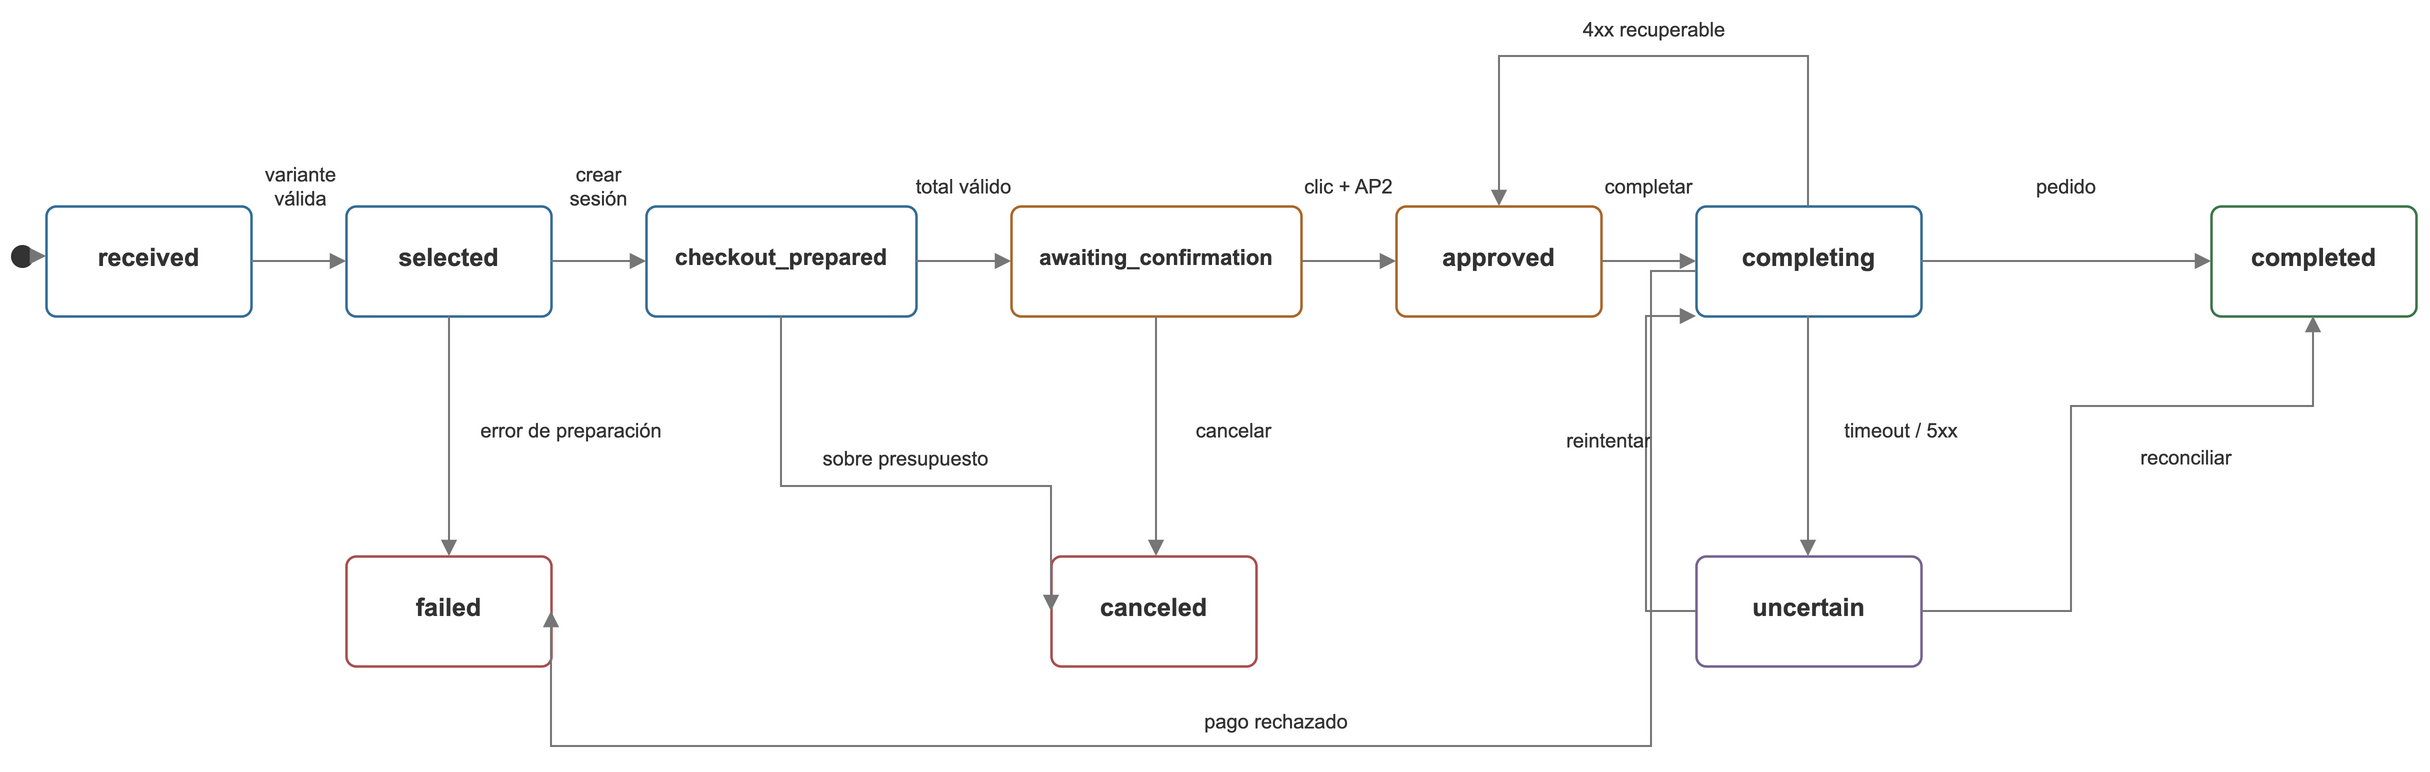 4xx recuperable
variante
válida
crear
sesión
total válido
clic + AP2
completar
pedido
received
selected
checkout_prepared
awaiting_confirmation
approved
completing
completed
error de preparación
sobre presupuesto
cancelar
reintentar
timeout / 5xx
reconciliar
failed
canceled
uncertain
pago rechazado